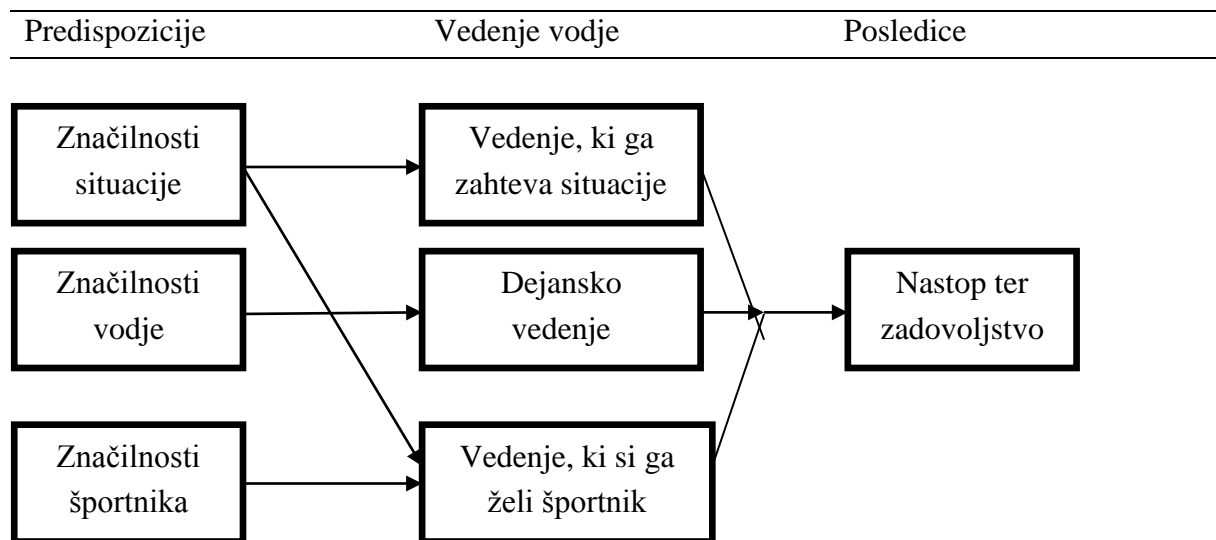 Predispozicije Vedenje vodje Posledice
Značilnosti
situacije
Vedenje, ki ga
zahteva situacije
Značilnosti
vodje
Dejansko
vedenje
Nastop ter
zadovoljstvo
Značilnosti
športnika
Vedenje, ki si ga
želi športnik